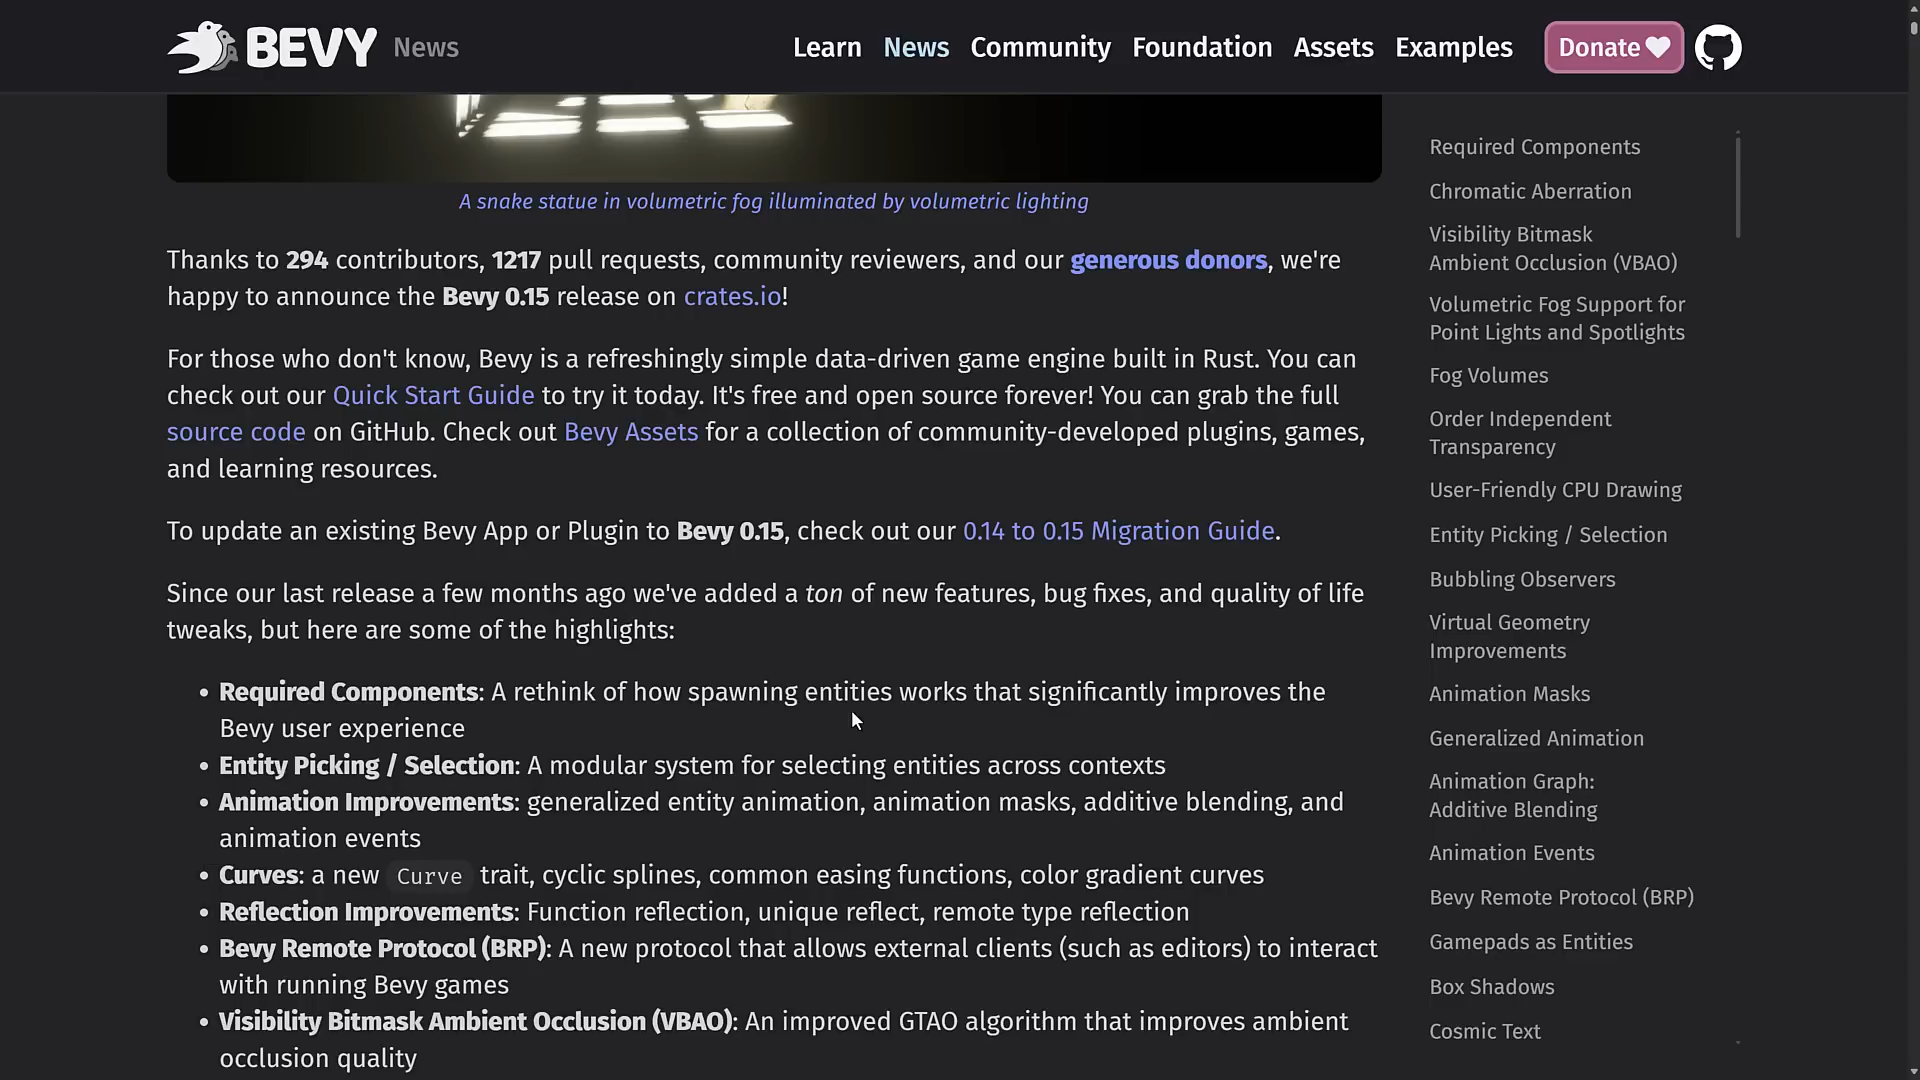 BEVY News
Learn News Community Foundation Assets Examples Donate
A snake statue in volumetric fog illuminated by volumetric lighting
Thanks to 294 contributors, 1217 pull requests, community reviewers, and our generous donors, we're
happy to announce the Bevy 0.15 release on crates.io!
For those who don't know, Bevy is a refreshingly simple data-driven game engine built in Rust. You can
check out our Quick Start Guide to try it today. It's free and open source forever! You can grab the full
source code on GitHub. Check out Bevy Assets for a collection of community-developed plugins, games,
and learning resources.
To update an existing Bevy App or Plugin to Bevy 0.15, check out our 0.14 to 0.15 Migration Guide.
Since our last release a few months ago we've added a ton of new features, bug fixes, and quality of life
tweaks, but here are some of the highlights:
• Required Components: A rethink of how spawning entities works that significantly improves the
Bevy user experience
• Entity Picking / Selection: A modular system for selecting entities across contexts
• Animation Improvements: generalized entity animation, animation masks, additive blending, and
animation events
• Curves: a new Curve trait, cyclic splines, common easing functions, color gradient curves
• Reflection Improvements: Function reflection, unique reflect, remote type reflection
• Bevy Remote Protocol (BRP): A new protocol that allows external clients (such as editors) to interact
with running Bevy games
• Visibility Bitmask Ambient Occlusion (VBAO): An improved GTAO algorithm that improves ambient
occlusion quality
Required Components
Chromatic Aberration
Visibility Bitmask
Ambient Occlusion (VBAO)
Volumetric Fog Support for
Point Lights and Spotlights
Fog Volumes
Order Independent
Transparency
User-Friendly CPU Drawing
Entity Picking / Selection
Bubbling Observers
Virtual Geometry
Improvements
Animation Masks
Generalized Animation
Animation Graph:
Additive Blending
Animation Events
Bevy Remote Protocol (BRP)
Gamepads as Entities
Box Shadows
Cosmic Text